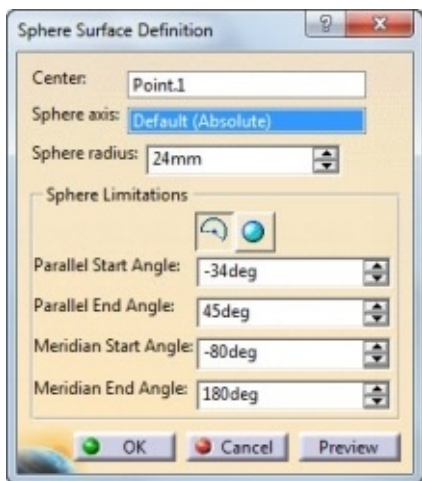 Sphere Surface Definition
Center: Point.1
Sphere axis: Default (Absolute)
Sphere radius: 24mm
Sphere Limitations
Parallel Start Angle: -34deg
Parallel End Angle: 45deg
Meridian Start Angle: -80deg
Meridian End Angle: 180deg
OK Cancel Preview